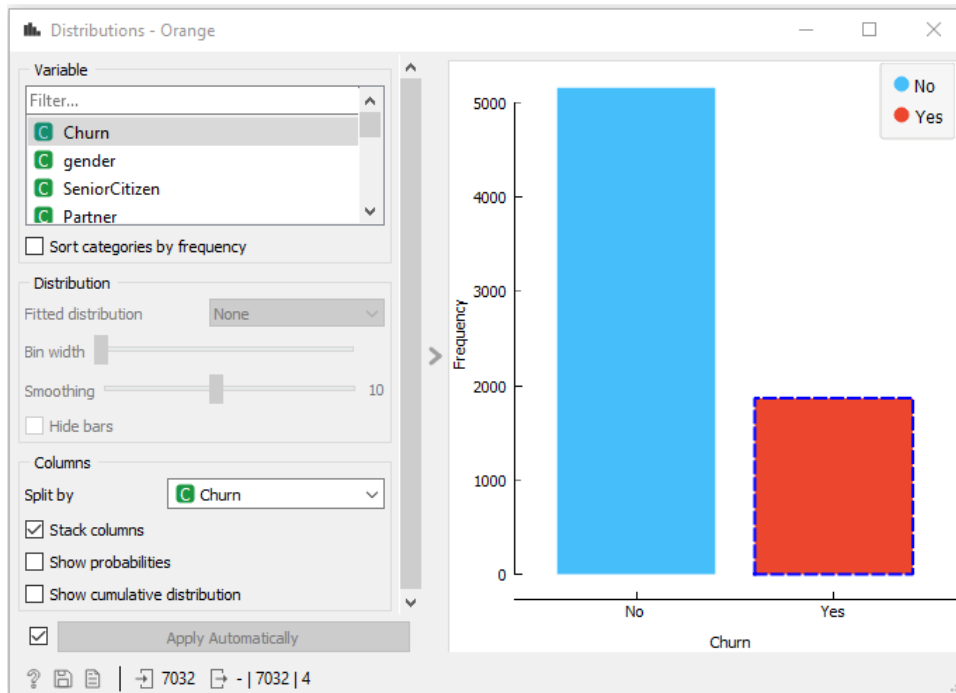 Distributions - Orange
Variable
Filter...
C Churn
C gender
C SeniorCitizen
C Partner
Sort categories by frequency
Distribution
Fitted distribution None
Bin width
Smoothing 10
Hide bars
Columns
Split by C Churn
Stack columns
Show probabilities
Show cumulative distribution
Apply Automatically
? 7032 - | 7032 | 4
No
Yes
5000
4000
3000
2000
1000
0
Frequency
No Yes
Churn